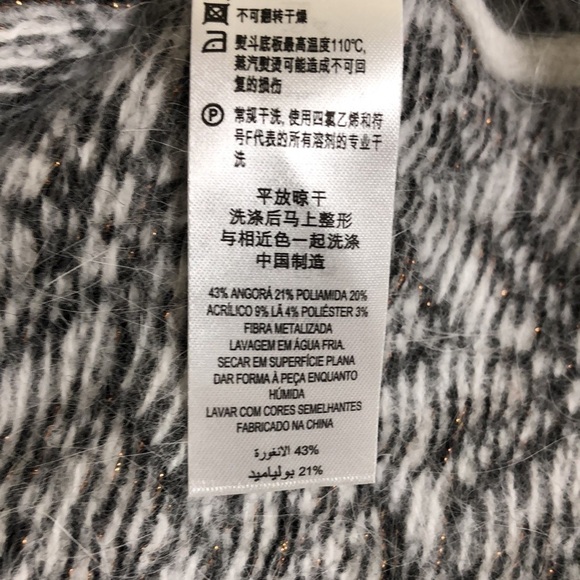 不可翻转干燥
熨斗底板最高温度110℃,
蒸汽熨烫可能造成不可回
复的损伤
P 常规干洗, 使用四氯乙烯和符
号F代表的所有溶剂的专业干
洗
平放晾干
洗涤后马上整形
与相近色一起洗涤
中国制造
43% ANGORÁ 21% POLIAMIDA 20%
ACRÍLICO 9% LÃ 4% POLIÉSTER 3%
FIBRA METALIZADA
LAVAGEM EM ÁGUA FRIA.
SECAR EM SUPERFÍCIE PLANA
DAR FORMA À PEÇA ENQUANTO
HÚMIDA
LAVAR COM CORES SEMELHANTES
FABRICADO NA CHINA
43% الانغورة
21% بولياميد